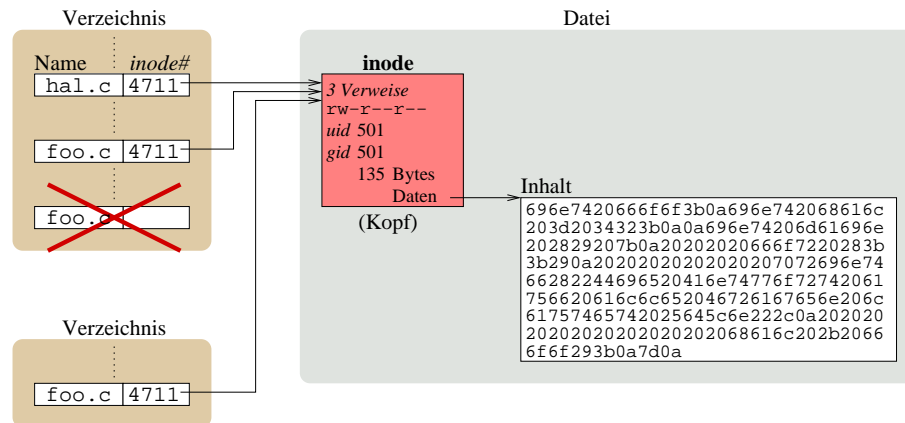 Verzeichnis
Name inode#
hal.c 4711
foo.c 4711
foo.c
Verzeichnis
foo.c 4711
Datei
inode
3 Verweise
rw-r--r--
uid 501
gid 501
135 Bytes
Daten
(Kopf)
Inhalt
696e7420666f6f3b0a696e742068616c
203d2034323b0a0a696e74206d61696e
202829207b0a20202020666f7220283b
3b290a20202020202020207072696e74
66282244696520416e74776f72742061
756620616c6c652046726167656e206c
61757465742025645c6e222c0a202020
2020202020202020202068616c202b2066
6f6f293b0a7d0a